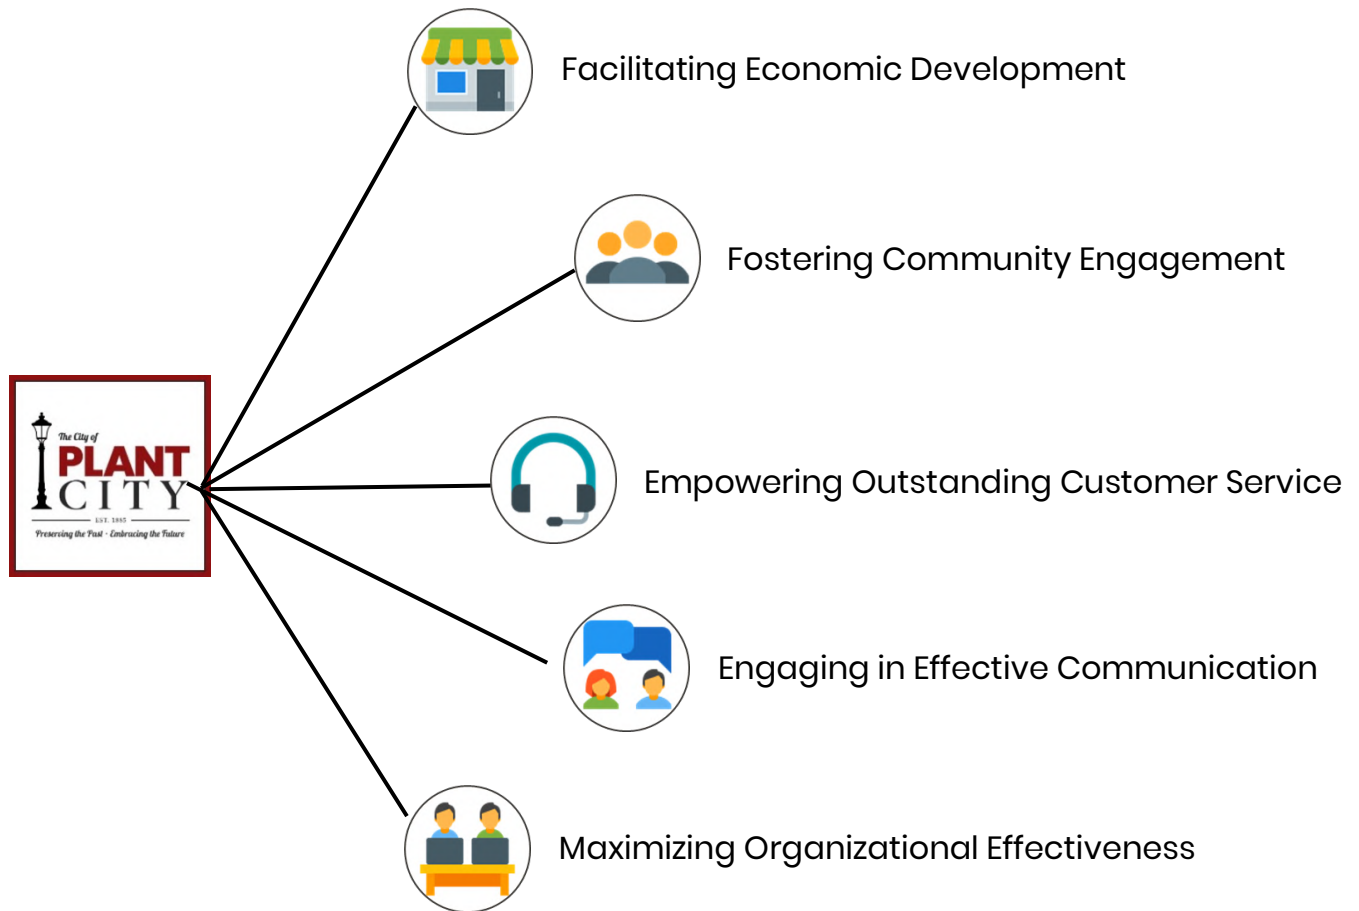 Facilitating Economic Development
Fostering Community Engagement
The City of
PLANT
CITY
EST. 1885
Preserving the Past - Embracing the Future
Empowering Outstanding Customer Service
Engaging in Effective Communication
Maximizing Organizational Effectiveness